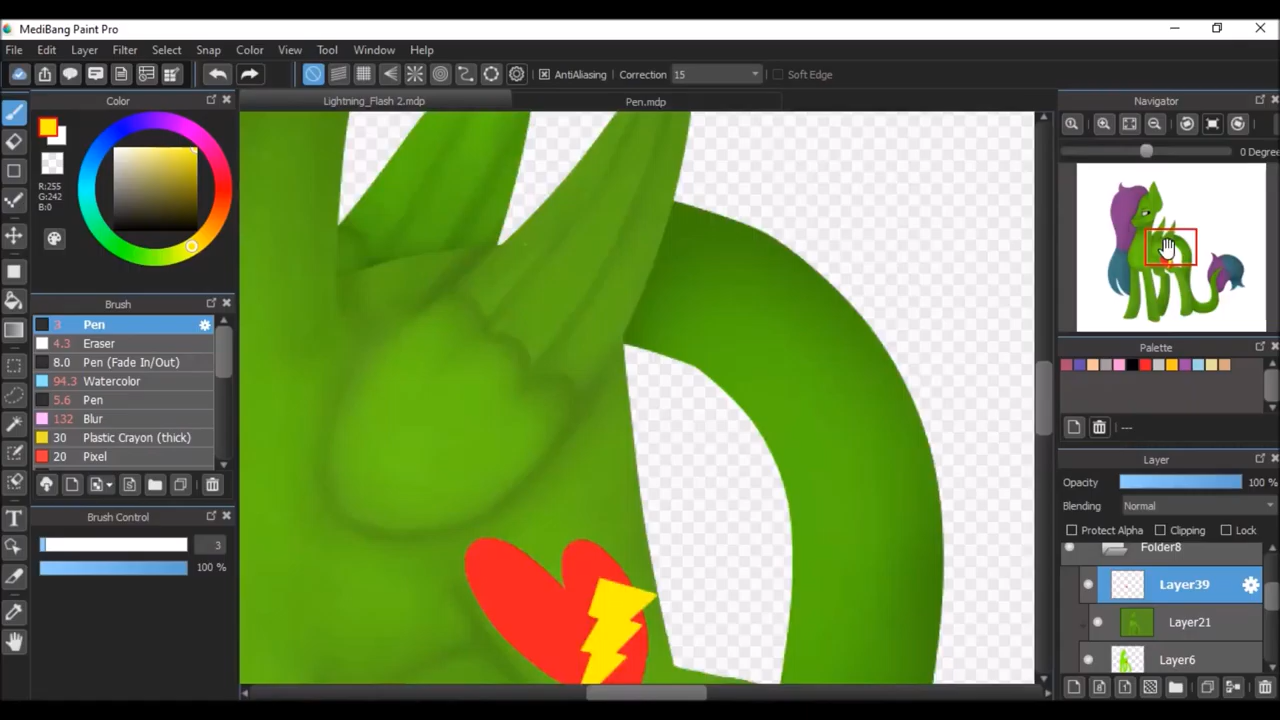 MediBang Paint Pro
File Edit Layer Filter Select Snap Color View Tool Window Help
AntiAliasing Correction 15 Soft Edge
Color
Lightning_Flash 2.mdp
Pen.mdp
Navigator
R:255
G:242
B:0
0 Degree
Brush
3 Pen
4.3 Eraser
8.0 Pen (Fade In/Out)
94.3 Watercolor
5.6 Pen
132 Blur
30 Plastic Crayon (thick)
20 Pixel
Brush Control
3
100 %
Palette
---
Layer
Opacity 100 %
Blending Normal
Protect Alpha Clipping Lock
Folder8
Layer39
Layer21
Layer6